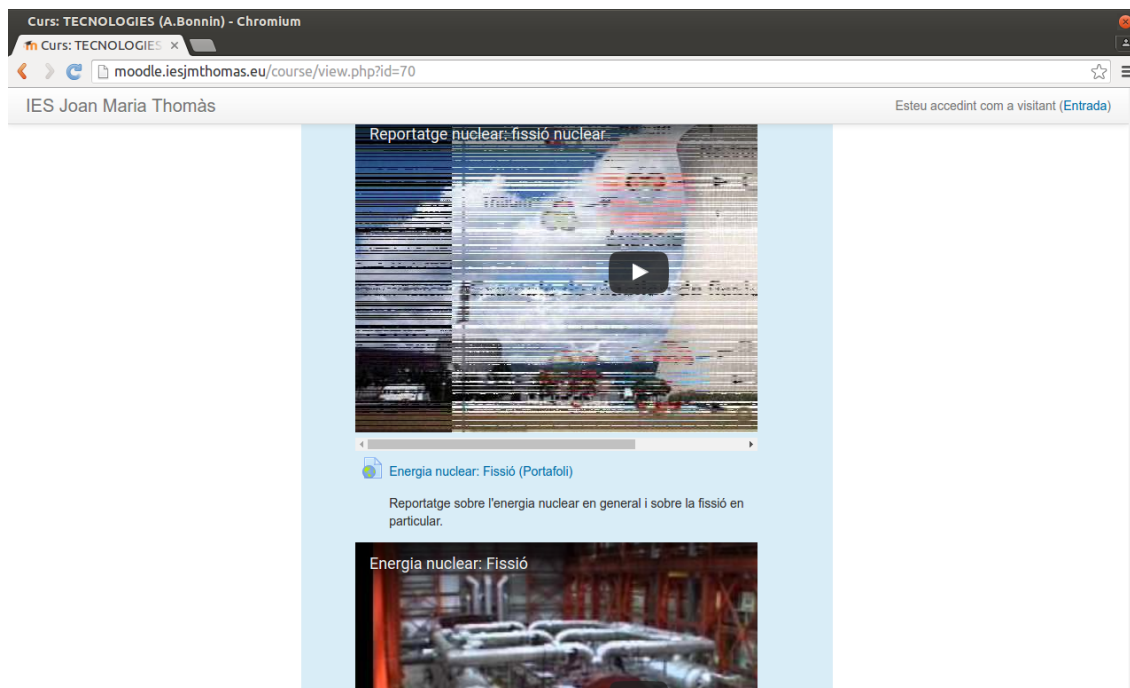 Curs: TECNOLOGIES (A.Bonnin) - Chromium
Curs: TECNOLOGIES
moodle.iesjmthomas.eu/course/view.php?id=70
IES Joan Maria Thomàs
Esteu accedint com a visitant (Entrada)
Reportatge nuclear: fissió nuclear
Energia nuclear: Fissió (Portafoli)
Reportatge sobre l'energia nuclear en general i sobre la fissió en
particular.
Energia nuclear: Fissió